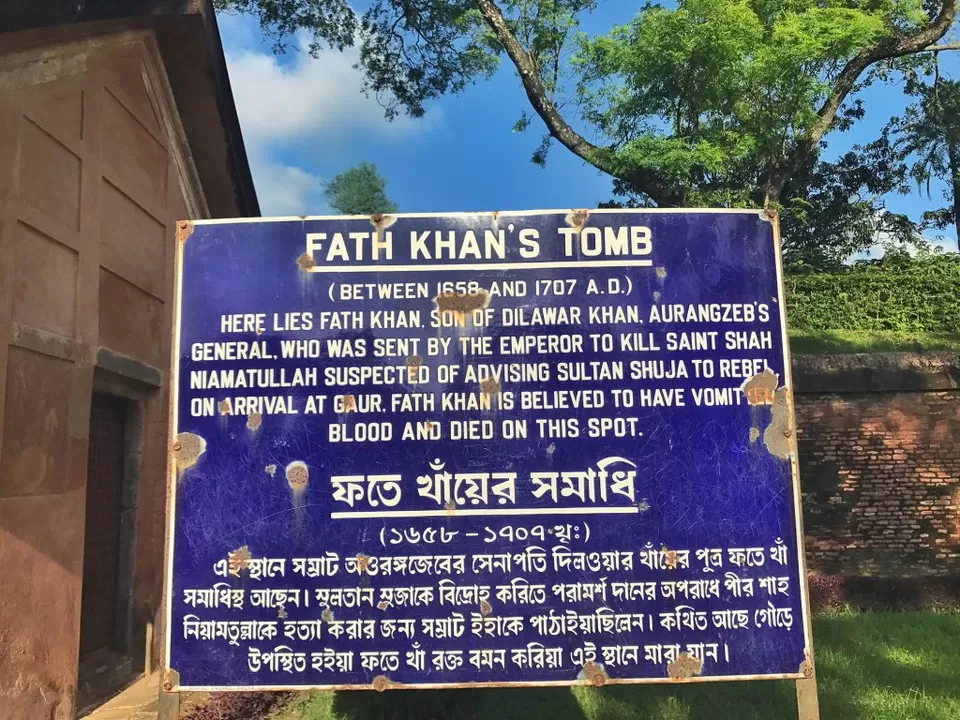 FATH KHAN'S TOMB
(BETWEEN 1658 AND 1707 A.D.)
HERE LIES FATH KHAN, SON OF DILAWAR KHAN, AURANGZEB'S
GENERAL, WHO WAS SENT BY THE EMPEROR TO KILL SAINT SHAH
NIAMATULLAH SUSPECTED OF ADVISING SULTAN SHUJA TO REBEL.
ON ARRIVAL AT GAUR, FATH KHAN IS BELIEVED TO HAVE VOMITTED
BLOOD AND DIED ON THIS SPOT.
ফতে খাঁয়ের সমাধি
(১৬৫৮ – ১৭০৭ খৃঃ)
এই স্থানে সম্রাট আওরঙ্গজেবের সেনাপতি দিলওয়ার খাঁয়ের পুত্র ফতে খাঁ
সমাধিস্থ আছেন। সুলতান সুজাকে বিদ্রোহ করিতে পরামর্শ দানের অপরাধে পীর শাহ
নিয়ামতুল্লাকে হত্যা করার জন্য সম্রাট ইহাকে পাঠাইয়াছিলেন। কথিত আছে গৌড়ে
উপস্থিত হইয়া ফতে খাঁ রক্ত বমন করিয়া এই স্থানে মারা যান।